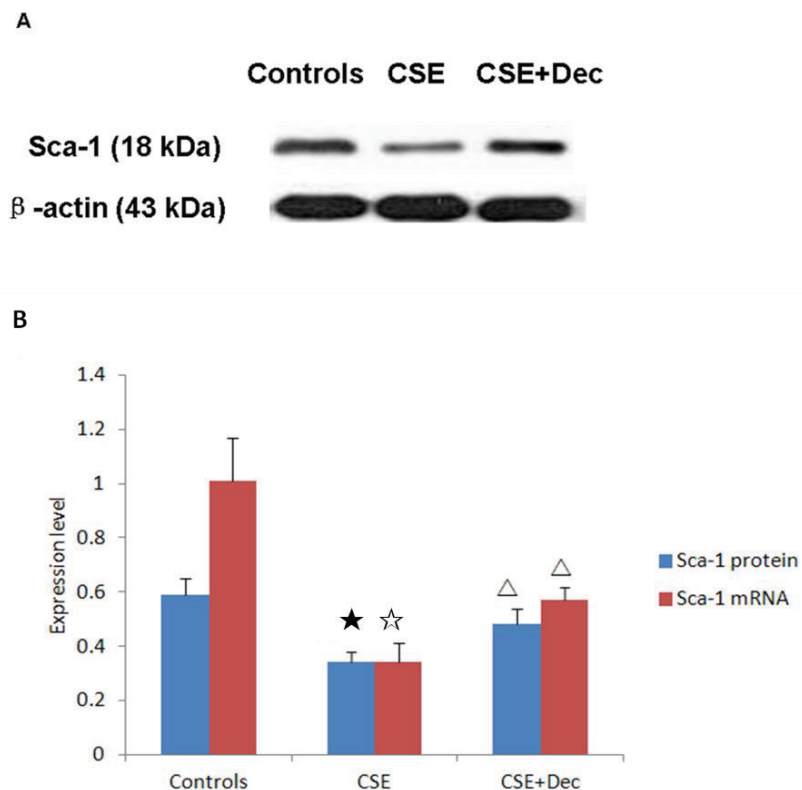 A
Controls CSE CSE+Dec
Sca-1 (18 kDa)
β-actin (43 kDa)
B
1.4
1.2
1
0.8
0.6
0.4
0.2
0
Expression level
★ ☆
△ △
Controls CSE CSE+Dec
Sca-1 protein
Sca-1 mRNA